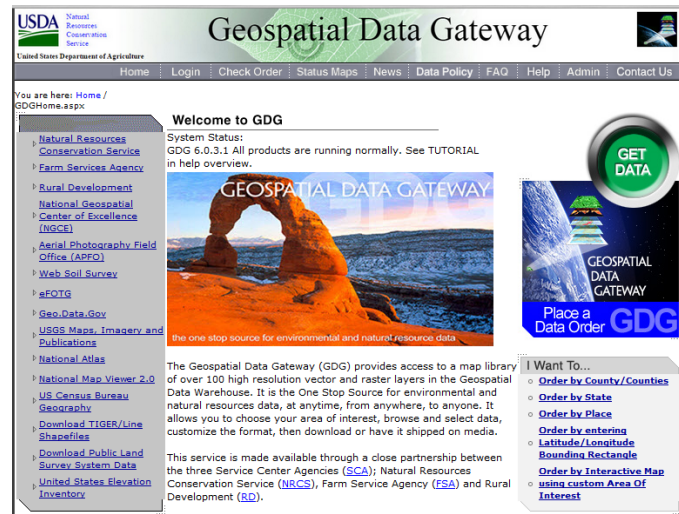 USDA
Natural
Resources
Conservation
Service
United States Department of Agriculture
Geospatial Data Gateway
Home Login Check Order Status Maps News Data Policy FAQ Help Admin Contact Us
You are here: Home /
GDGHome.aspx
Natural Resources
Conservation Service
Farm Services Agency
Rural Development
National Geospatial
Center of Excellence
(NGCE)
Aerial Photography Field
Office (APFO)
Web Soil Survey
eFOTG
Geo.Data.Gov
USGS Maps, Imagery and
Publications
National Atlas
National Map Viewer 2.0
US Census Bureau
Geography
Download TIGER/Line
Shapefiles
Download Public Land
Survey System Data
United States Elevation
Inventory
Welcome to GDG
System Status:
GDG 6.0.3.1 All products are running normally. See TUTORIAL
in help overview.
GDG
GEOSPATIAL DATA GATEWAY
the one stop source for environmental and natural resource data
The Geospatial Data Gateway (GDG) provides access to a map library
of over 100 high resolution vector and raster layers in the Geospatial
Data Warehouse. It is the One Stop Source for environmental and
natural resources data, at anytime, from anywhere, to anyone. It
allows you to choose your area of interest, browse and select data,
customize the format, then download or have it shipped on media.
This service is made available through a close partnership between
the three Service Center Agencies (SCA); Natural Resources
Conservation Service (NRCS), Farm Service Agency (FSA) and Rural
Development (RD).
GET
DATA
GEOSPATIAL
DATA
GATEWAY
Place a
Data Order GDG
I Want To...
Order by County/Counties
Order by State
Order by Place
Order by entering
Latitude/Longitude
Bounding Rectangle
Order by Interactive Map
using custom Area Of
Interest